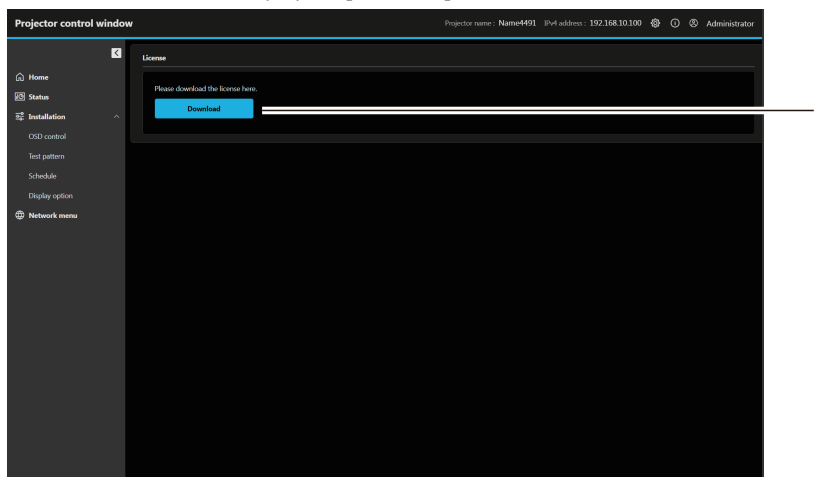 Projector control window
Projector name : Name4491 IPv4 address : 192.168.10.100 Administrator
License
Home
Please download the license here.
Status
Download
Installation
OSD control
Test pattern
Schedule
Display option
Network menu